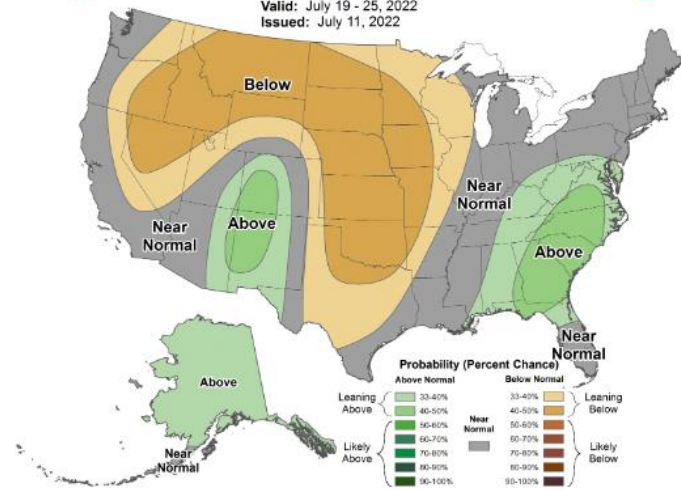 Valid: July 19 - 25, 2022
Issued: July 11, 2022
Below
Near
Normal
Above
Near
Normal
Above
Near
Normal
Above
Near
Normal
Probability (Percent Chance)
Above Normal
Below Normal
Leaning
Above
33-40%
40-50%
Likely
Above
50-60%
60-70%
70-80%
80-90%
90-100%
Near
Normal
33-40%
40-50%
Leaning
Below
50-60%
60-70%
70-80%
80-90%
90-100%
Likely
Below